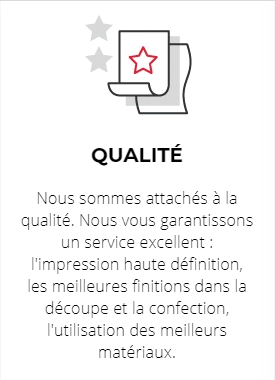 QUALITÉ
Nous sommes attachés à la
qualité. Nous vous garantissons
un service excellent :
l'impression haute définition,
les meilleures finitions dans la
découpe et la confection,
l'utilisation des meilleurs
matériaux.